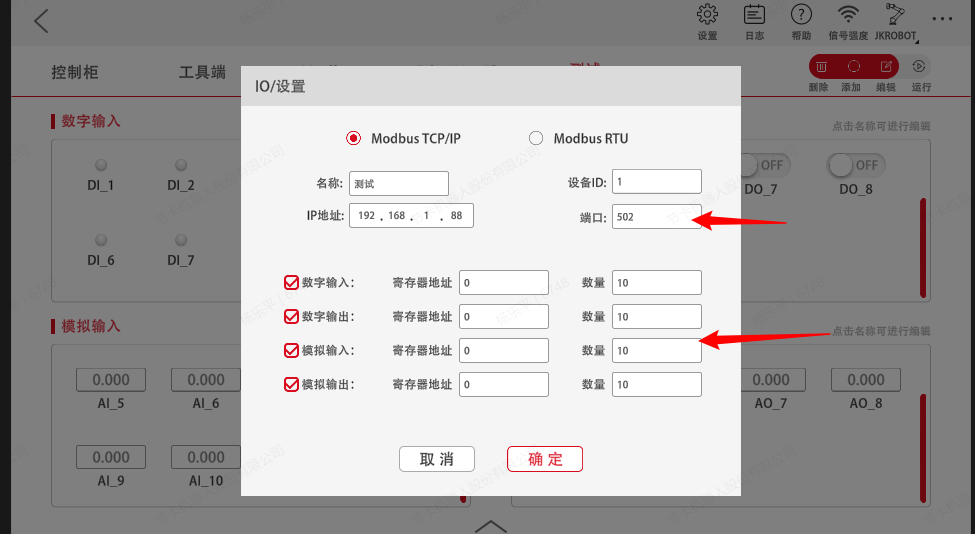 设置 日志 帮助 信号强度 JKROBOT
控制柜 工具端
删除 添加 编辑 运行
IO/设置
数字输入
点击名称可进行编辑
Modbus TCP/IP Modbus RTU
DI_1 DI_2
OFF OFF
DO_7 DO_8
名称: 测试 设备ID: 1
IP地址: 192 . 168 . 1 . 88 端口: 502
DI_6 DI_7
数字输入: 寄存器地址 0 数量 10
数字输出: 寄存器地址 0 数量 10
模拟输入
点击名称可进行编辑
模拟输入: 寄存器地址 0 数量 10
模拟输出: 寄存器地址 0 数量 10
0.000 0.000 0.000 0.000
AI_5 AI_6 AO_7 AO_8
0.000 0.000
AI_9 AI_10
取消 确定